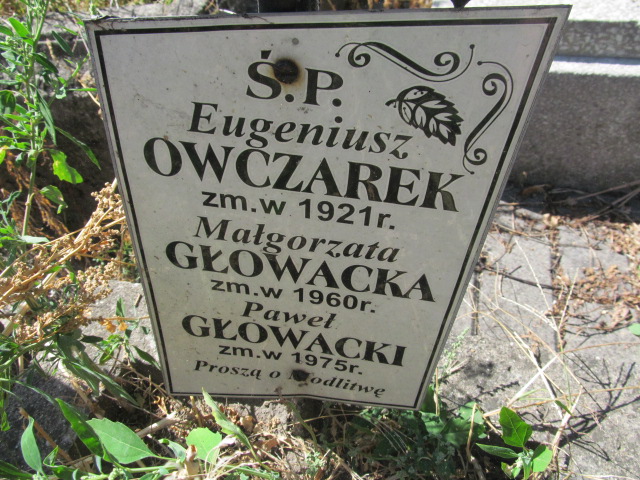 Ś.P.
Eugeniusz
OWCZAREK
zm.w 1921r.
Małgorzata
GŁOWACKA
zm.w 1960r.
Paweł
GŁOWACKI
zm.w 1975r.
Proszą o modlitwę